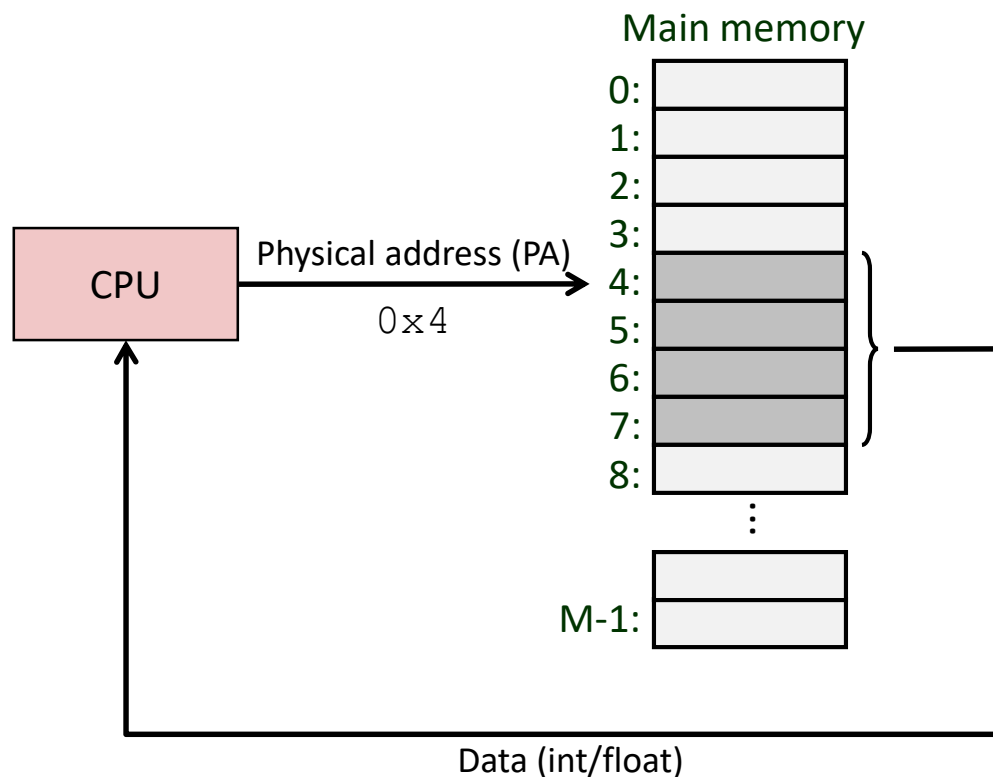 Main memory
0:
1:
2:
3:
CPU
Physical address (PA)
0x4
4:
5:
6:
7:
8:
⋮
M-1:
Data (int/float)